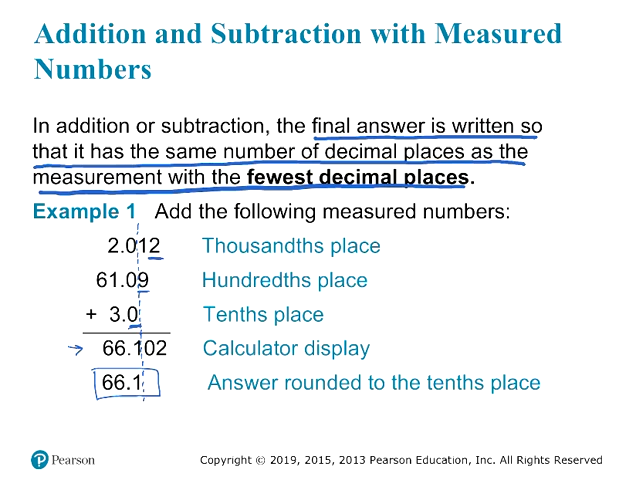 Addition and Subtraction with Measured
Numbers
In addition or subtraction, the final answer is written so
that it has the same number of decimal places as the
measurement with the fewest decimal places.
Example 1 Add the following measured numbers:
2.012 Thousandths place
61.09 Hundredths place
+ 3.0 Tenths place
→ 66.102 Calculator display
66.1 Answer rounded to the tenths place
Pearson Copyright © 2019, 2015, 2013 Pearson Education, Inc. All Rights Reserved